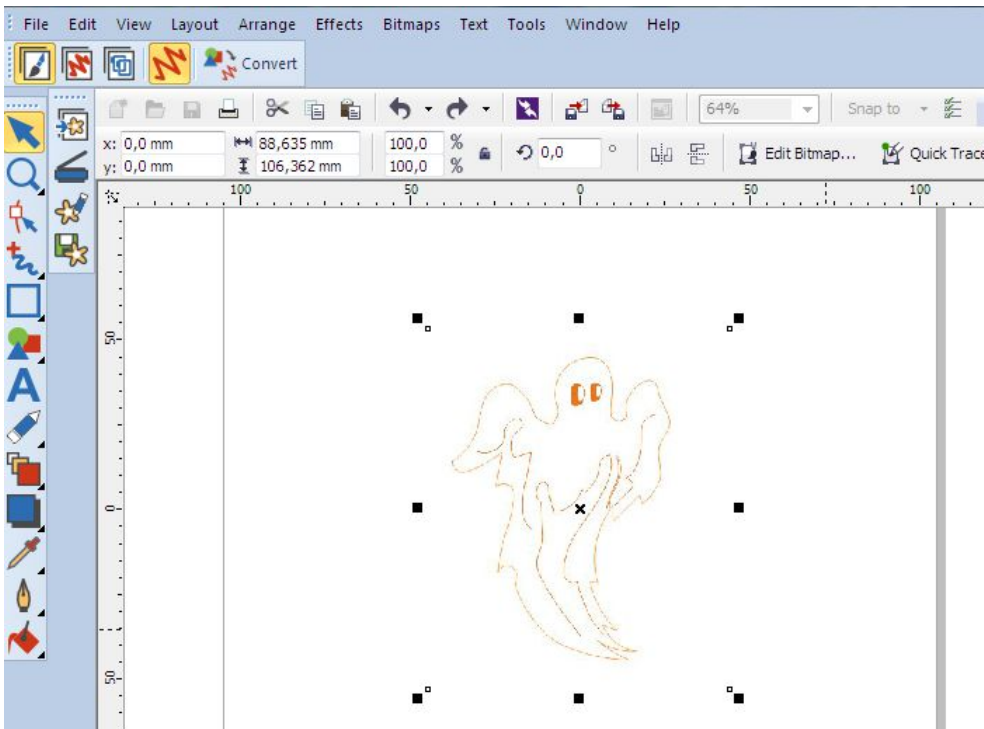 File Edit View Layout Arrange Effects Bitmaps Text Tools Window Help
Convert
64% Snap to
x: 0,0 mm 88,635 mm 100,0 % 0,0 ° Edit Bitmap... Quick Trace
y: 0,0 mm 106,362 mm 100,0 %
100 50 0 50 100
50
0
50